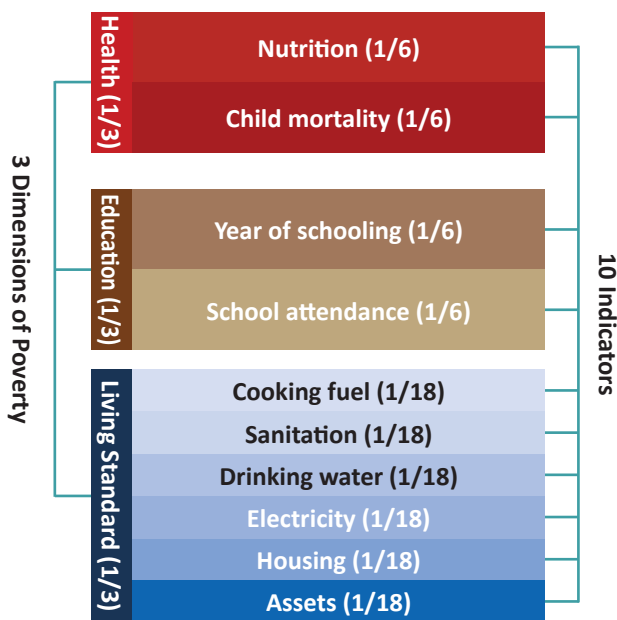 3 Dimensions of Poverty
Health (1/3)
Nutrition (1/6)
Child mortality (1/6)
Education (1/3)
Year of schooling (1/6)
School attendance (1/6)
Living Standard (1/3)
Cooking fuel (1/18)
Sanitation (1/18)
Drinking water (1/18)
Electricity (1/18)
Housing (1/18)
Assets (1/18)
10 Indicators